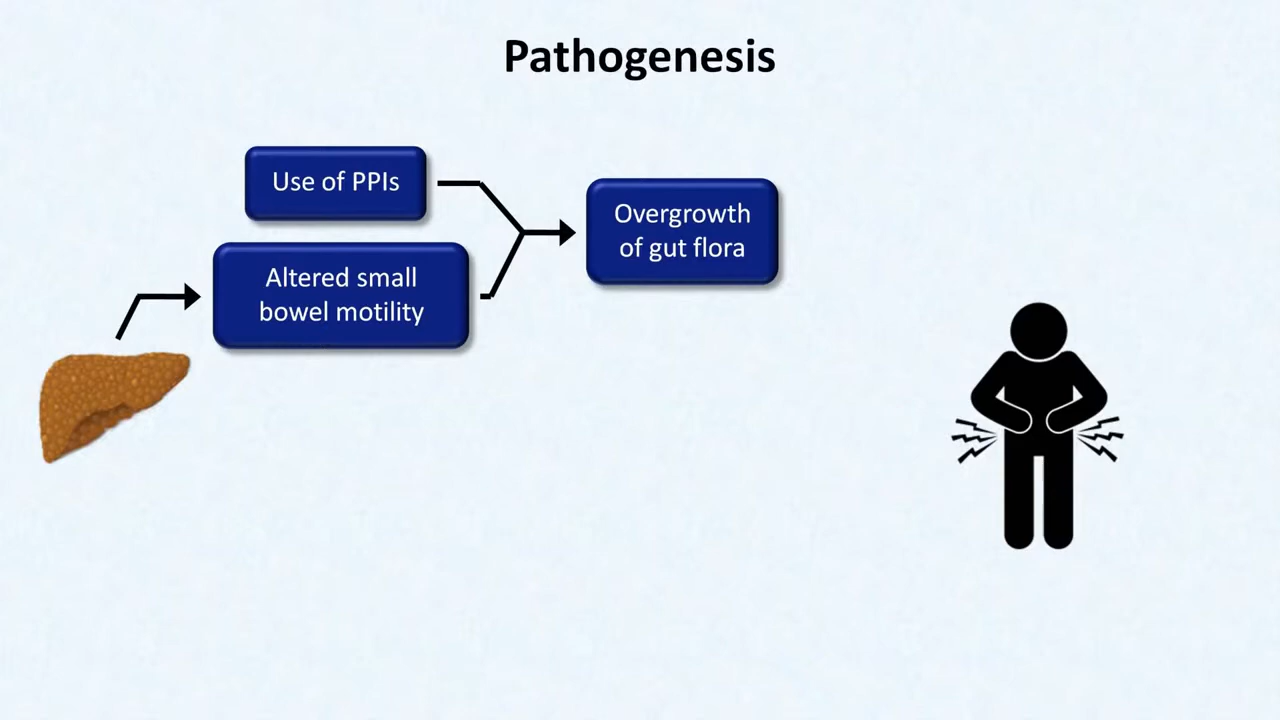 Pathogenesis
Use of PPIs
Altered small
bowel motility
Overgrowth
of gut flora